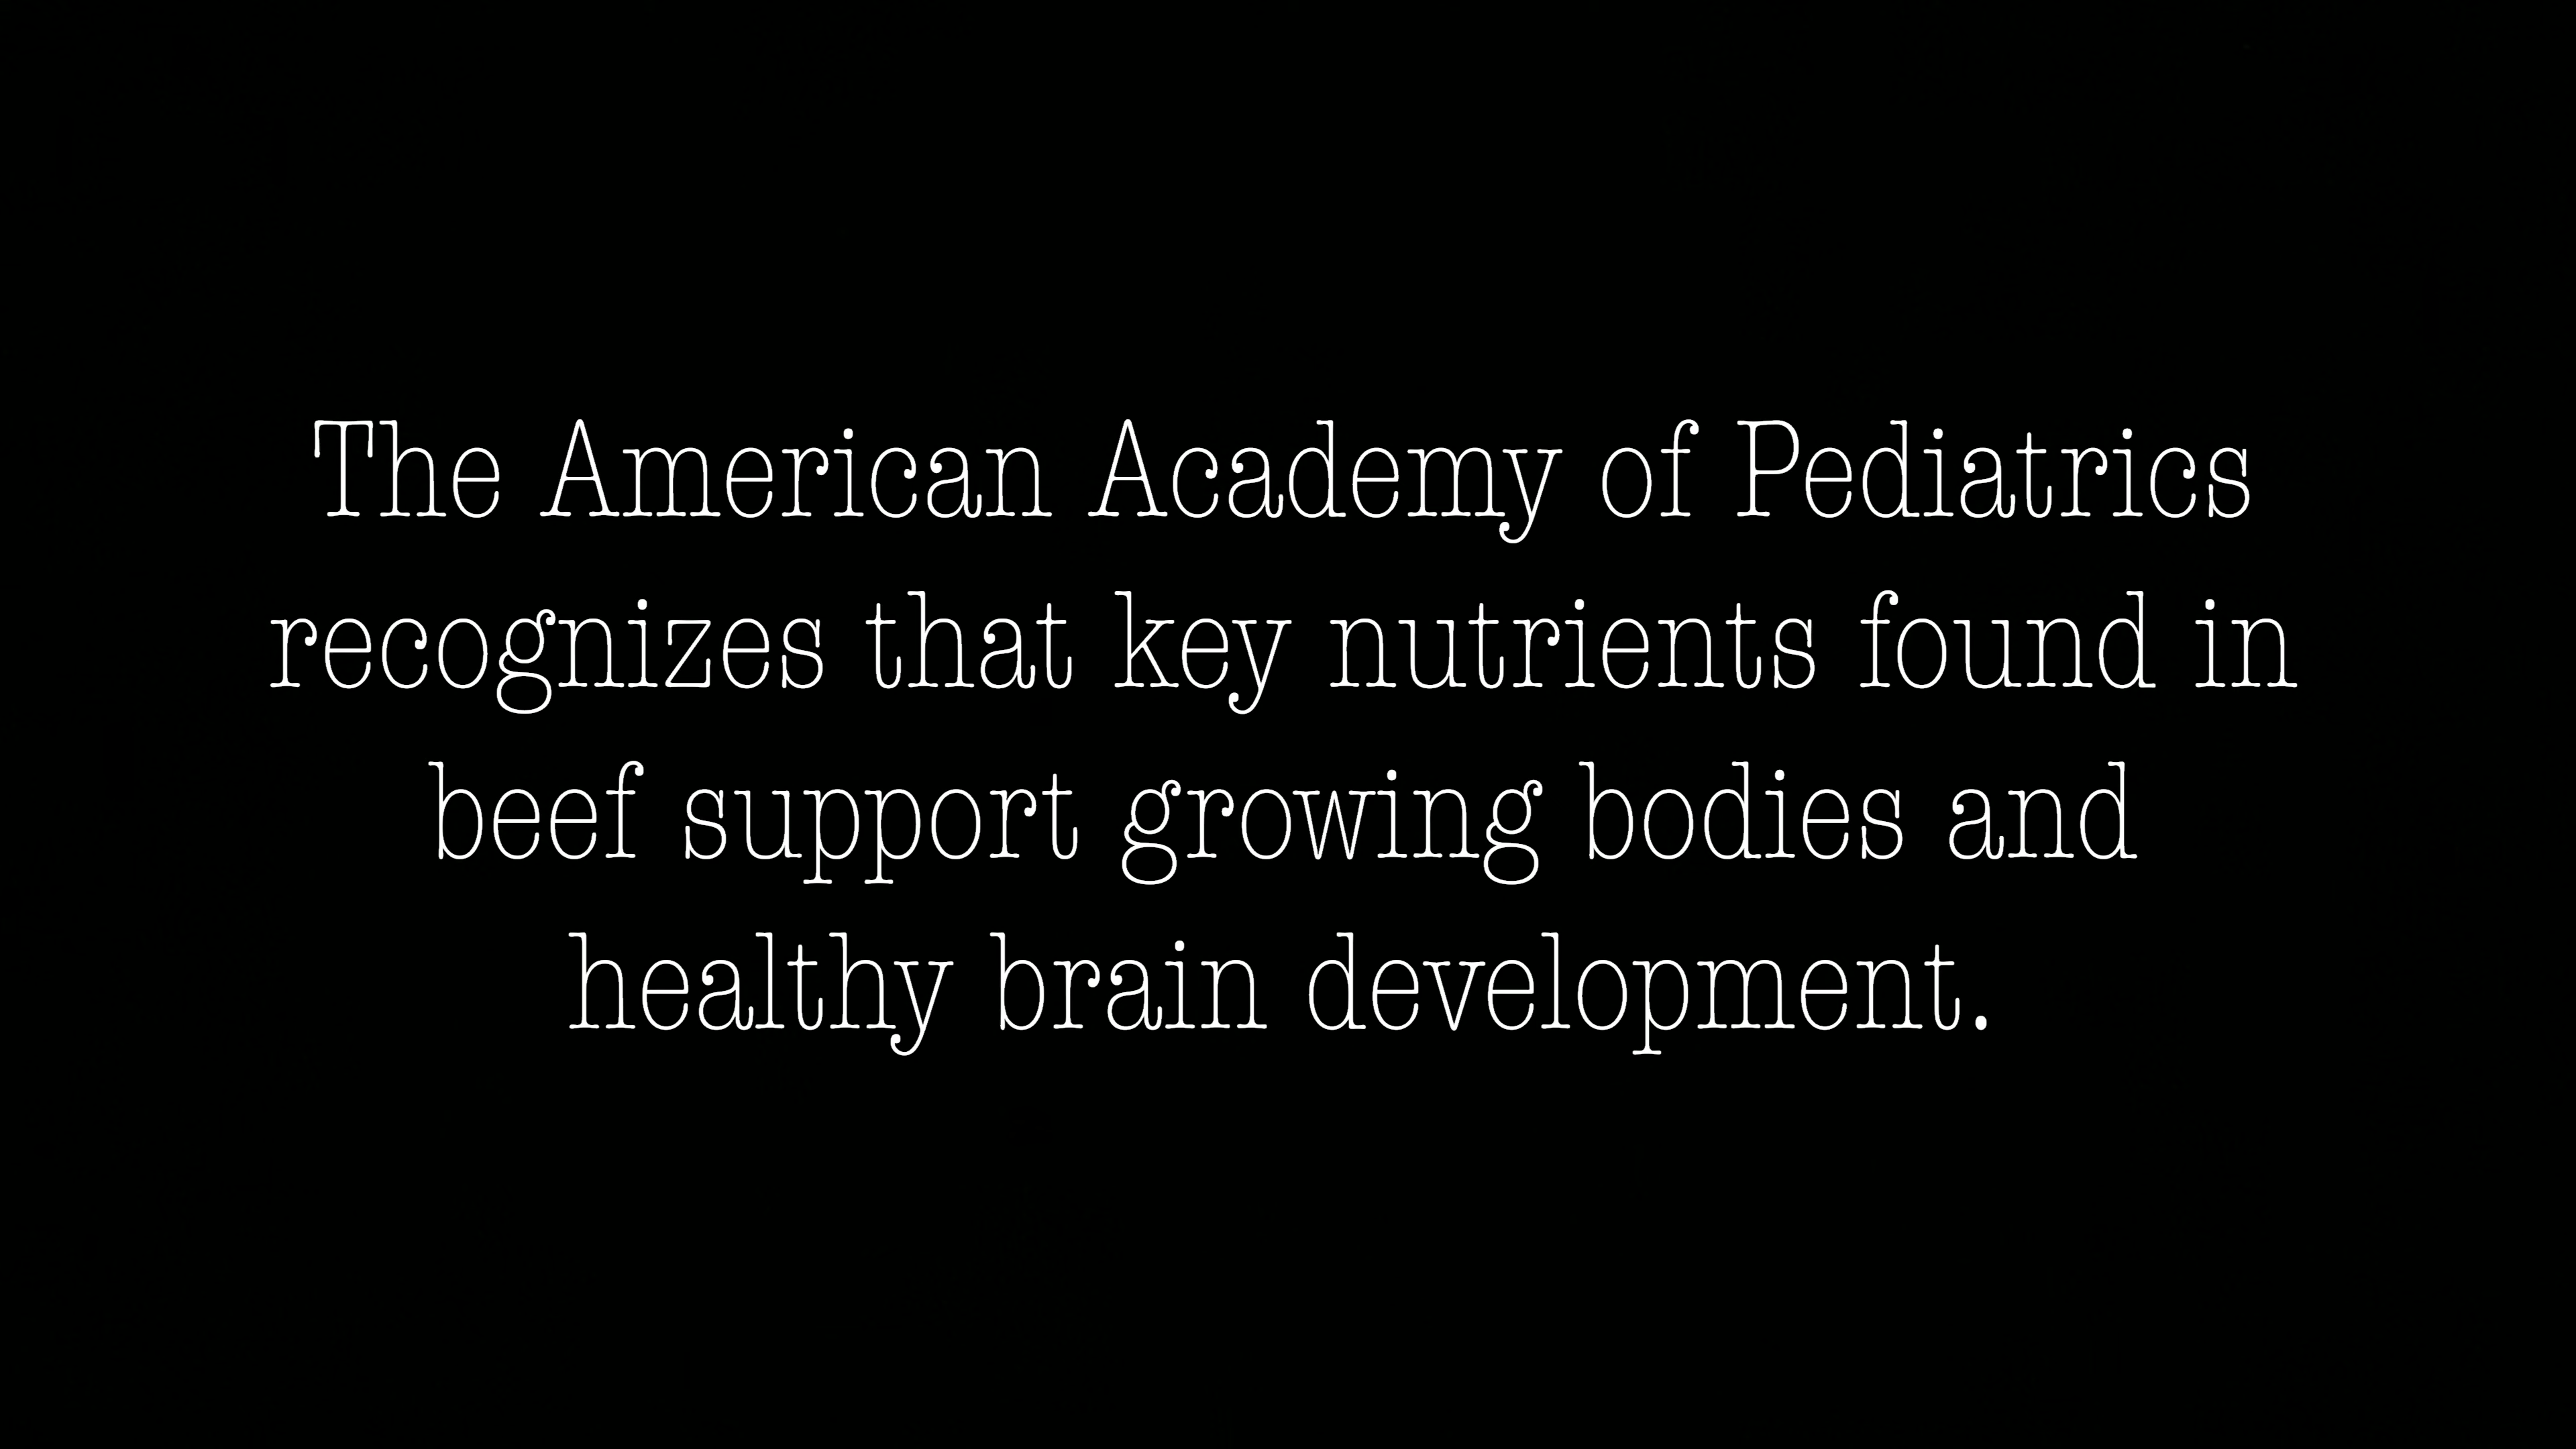 The American Academy of Pediatrics
recognizes that key nutrients found in
beef support growing bodies and
healthy brain development.